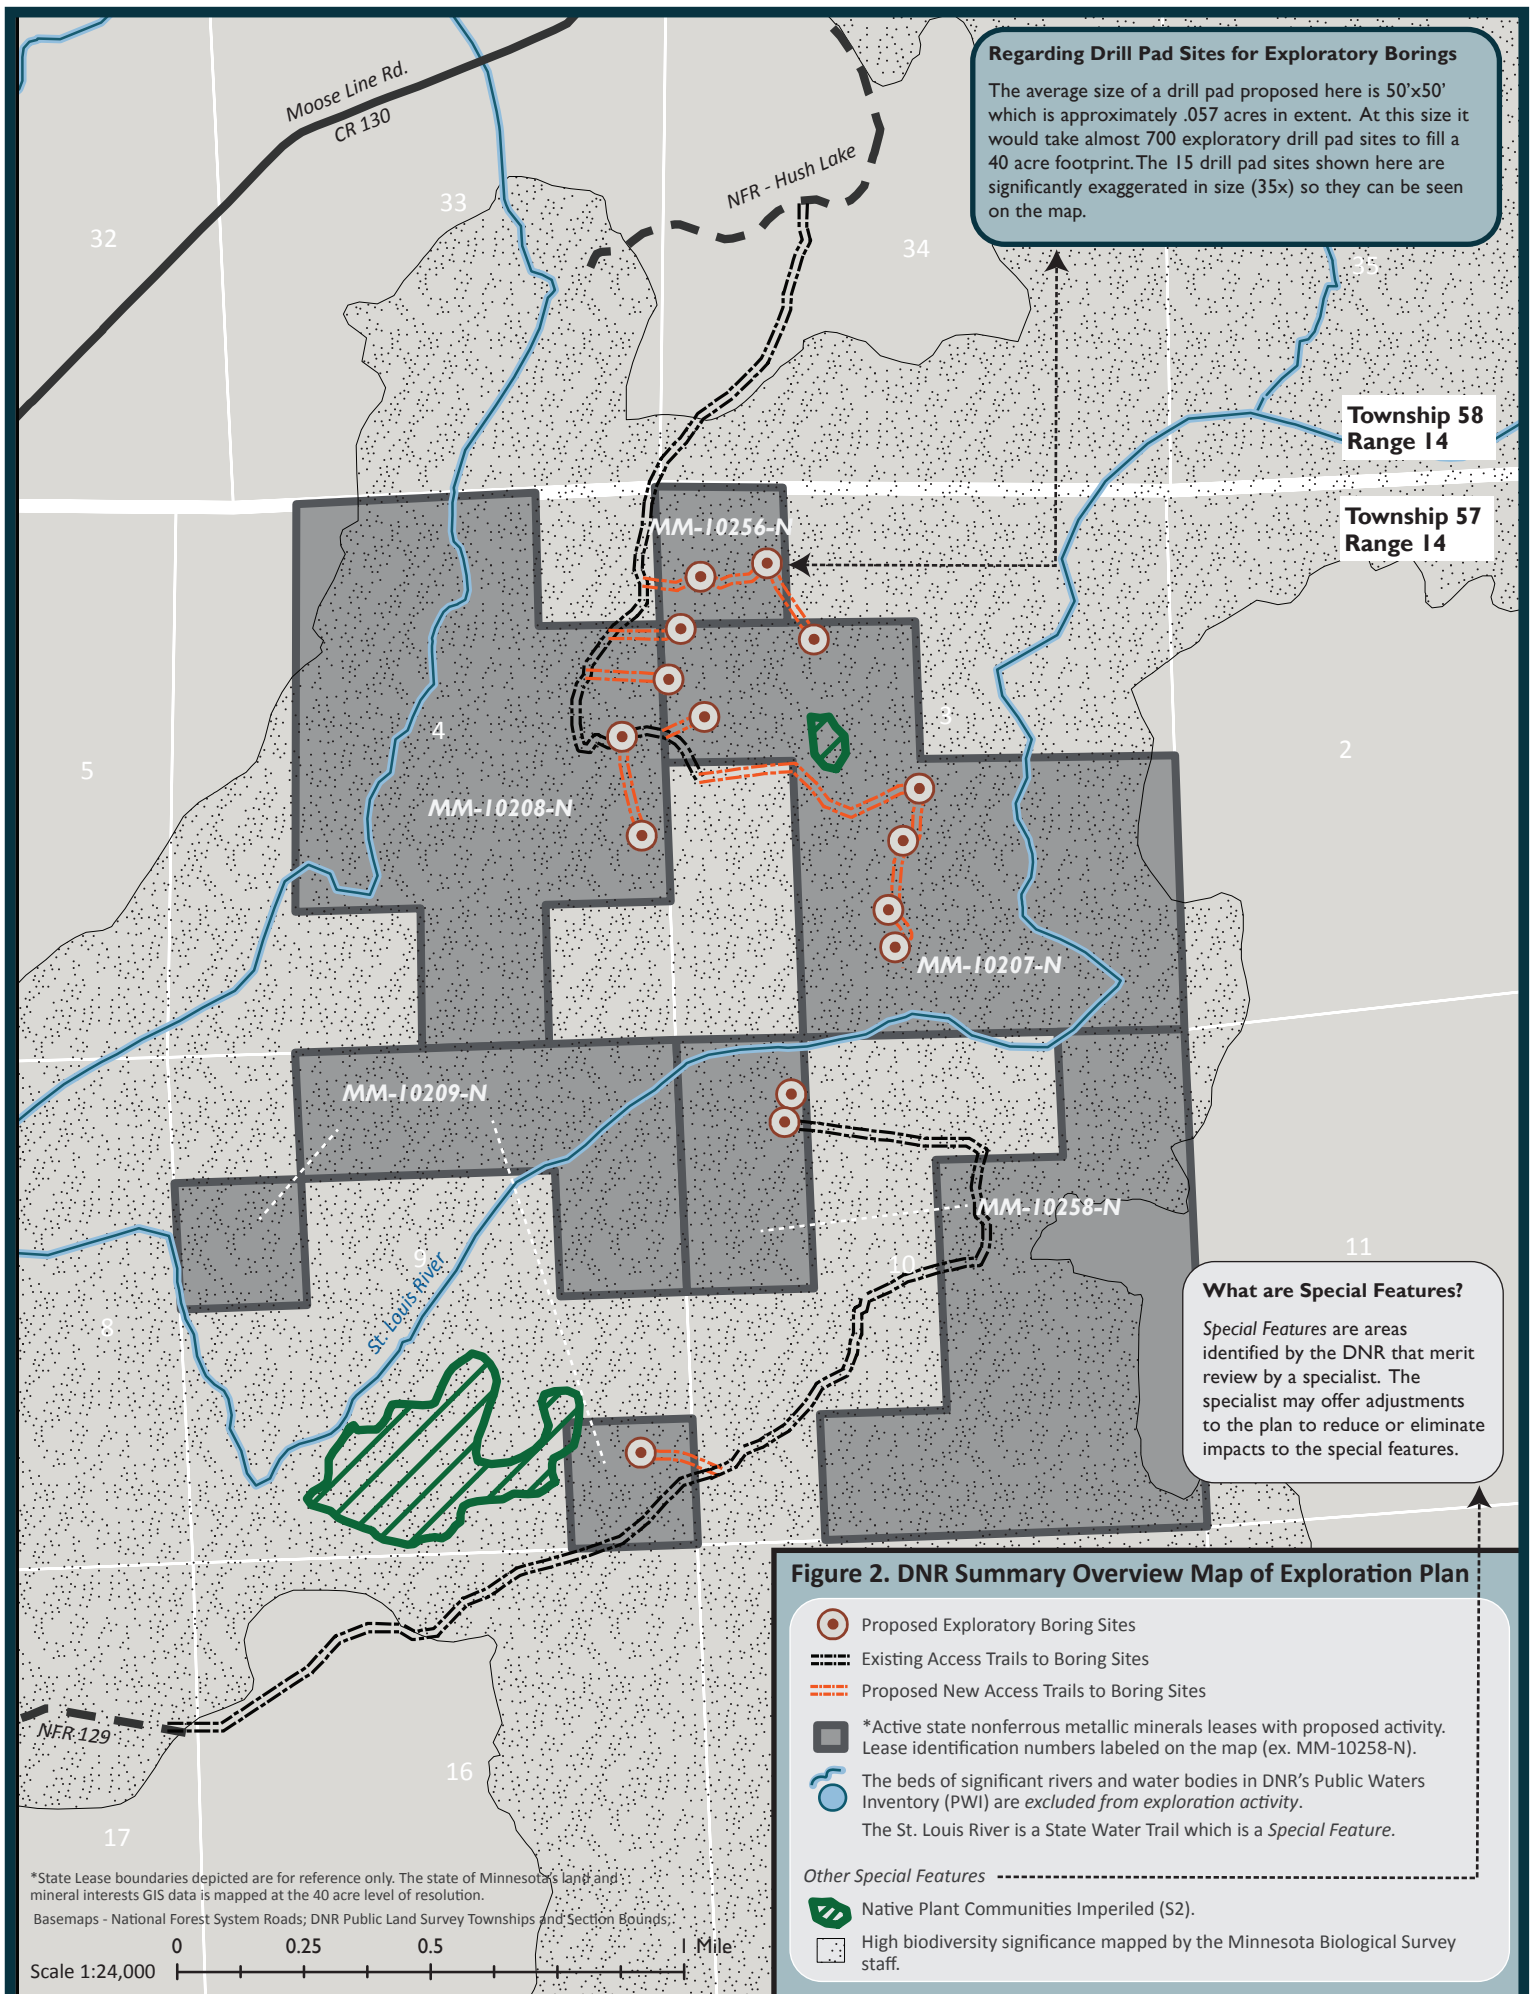 Regarding Drill Pad Sites for Exploratory Borings
The average size of a drill pad proposed here is 50'x50'
which is approximately .057 acres in extent. At this size it
would take almost 700 exploratory drill pad sites to fill a
40 acre footprint. The 15 drill pad sites shown here are
significantly exaggerated in size (35x) so they can be seen
on the map.
Moose Line Rd.
CR 130
NFR - Hush Lake
33
32
34
35
Township 58
Range 14
Township 57
Range 14
MM-10256-N
4
3
2
5
MM-10208-N
MM-10207-N
MM-10209-N
MM-10258-N
9
10
11
8
St. Louis River
What are Special Features?
Special Features are areas
identified by the DNR that merit
review by a specialist. The
specialist may offer adjustments
to the plan to reduce or eliminate
impacts to the special features.
NFR 129
16
17
Figure 2. DNR Summary Overview Map of Exploration Plan
Proposed Exploratory Boring Sites
Existing Access Trails to Boring Sites
Proposed New Access Trails to Boring Sites
*Active state nonferrous metallic minerals leases with proposed activity.
Lease identification numbers labeled on the map (ex. MM-10258-N).
The beds of significant rivers and water bodies in DNR's Public Waters
Inventory (PWI) are excluded from exploration activity.
The St. Louis River is a State Water Trail which is a Special Feature.
Other Special Features
Native Plant Communities Imperiled (S2).
High biodiversity significance mapped by the Minnesota Biological Survey
staff.
*State Lease boundaries depicted are for reference only. The state of Minnesota's land and
mineral interests GIS data is mapped at the 40 acre level of resolution.
Basemaps - National Forest System Roads; DNR Public Land Survey Townships and Section Bounds;
0 0.25 0.5 1 Mile
Scale 1:24,000